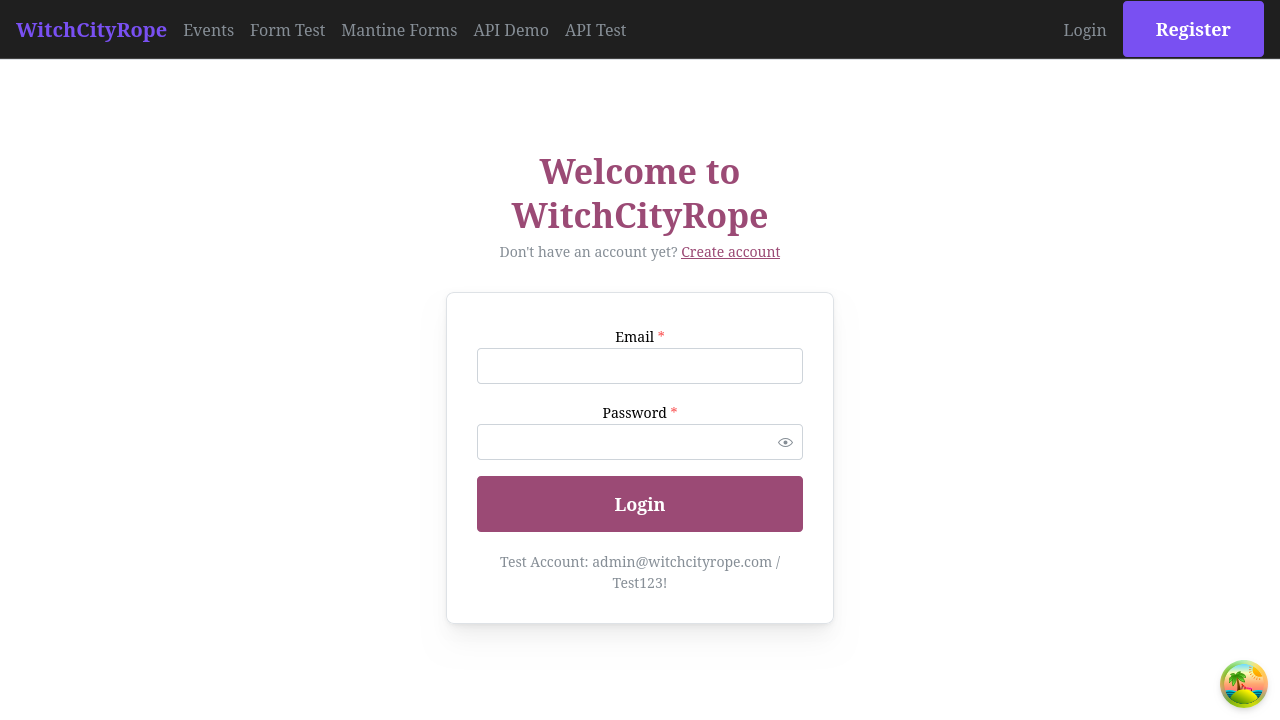 WitchCityRope Events Form Test Mantine Forms API Demo API Test Login Register
Welcome to
WitchCityRope
Don't have an account yet? Create account
Email *
Password *
Login
Test Account: admin@witchcityrope.com /
Test123!